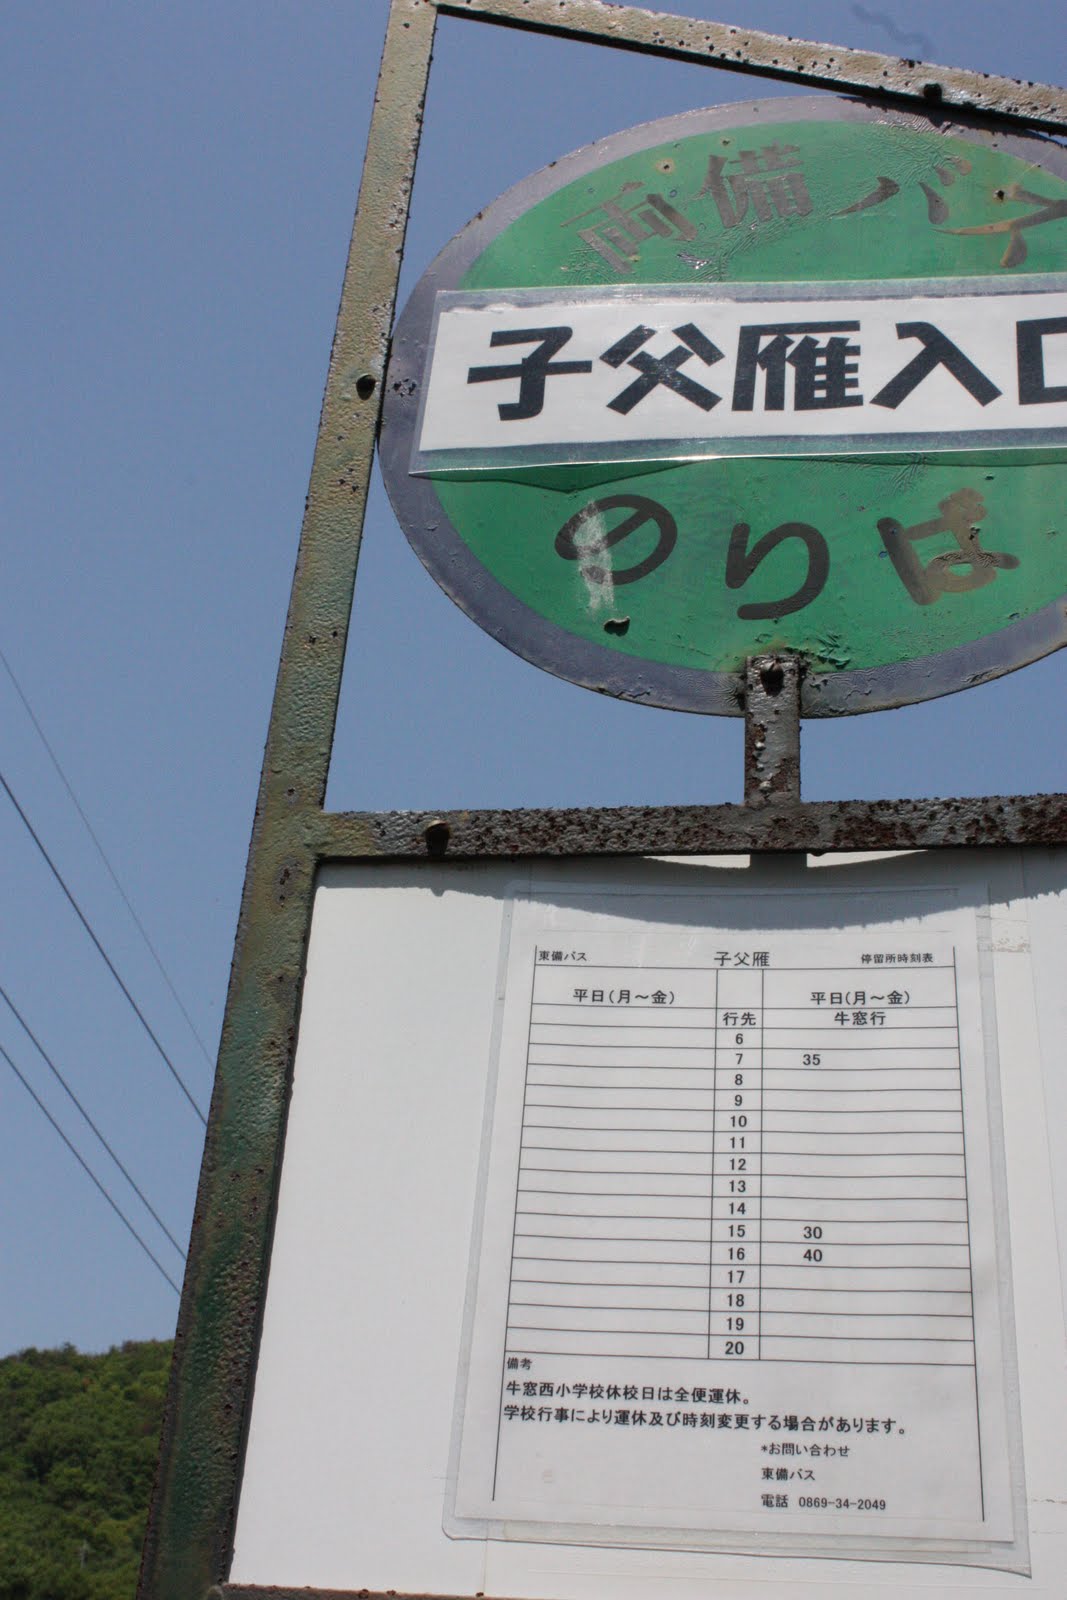 両備バス
子父雁入口
のりば
東備バス 子父雁 停留所時刻表
平日(月～金) 平日(月～金)
行先 牛窓行
6
7 35
8
9
10
11
12
13
14
15 30
16 40
17
18
19
20
備考
牛窓西小学校休校日は全便運休。
学校行事により運休及び時刻変更する場合があります。
*お問い合わせ
東備バス
電話 0869-34-2049